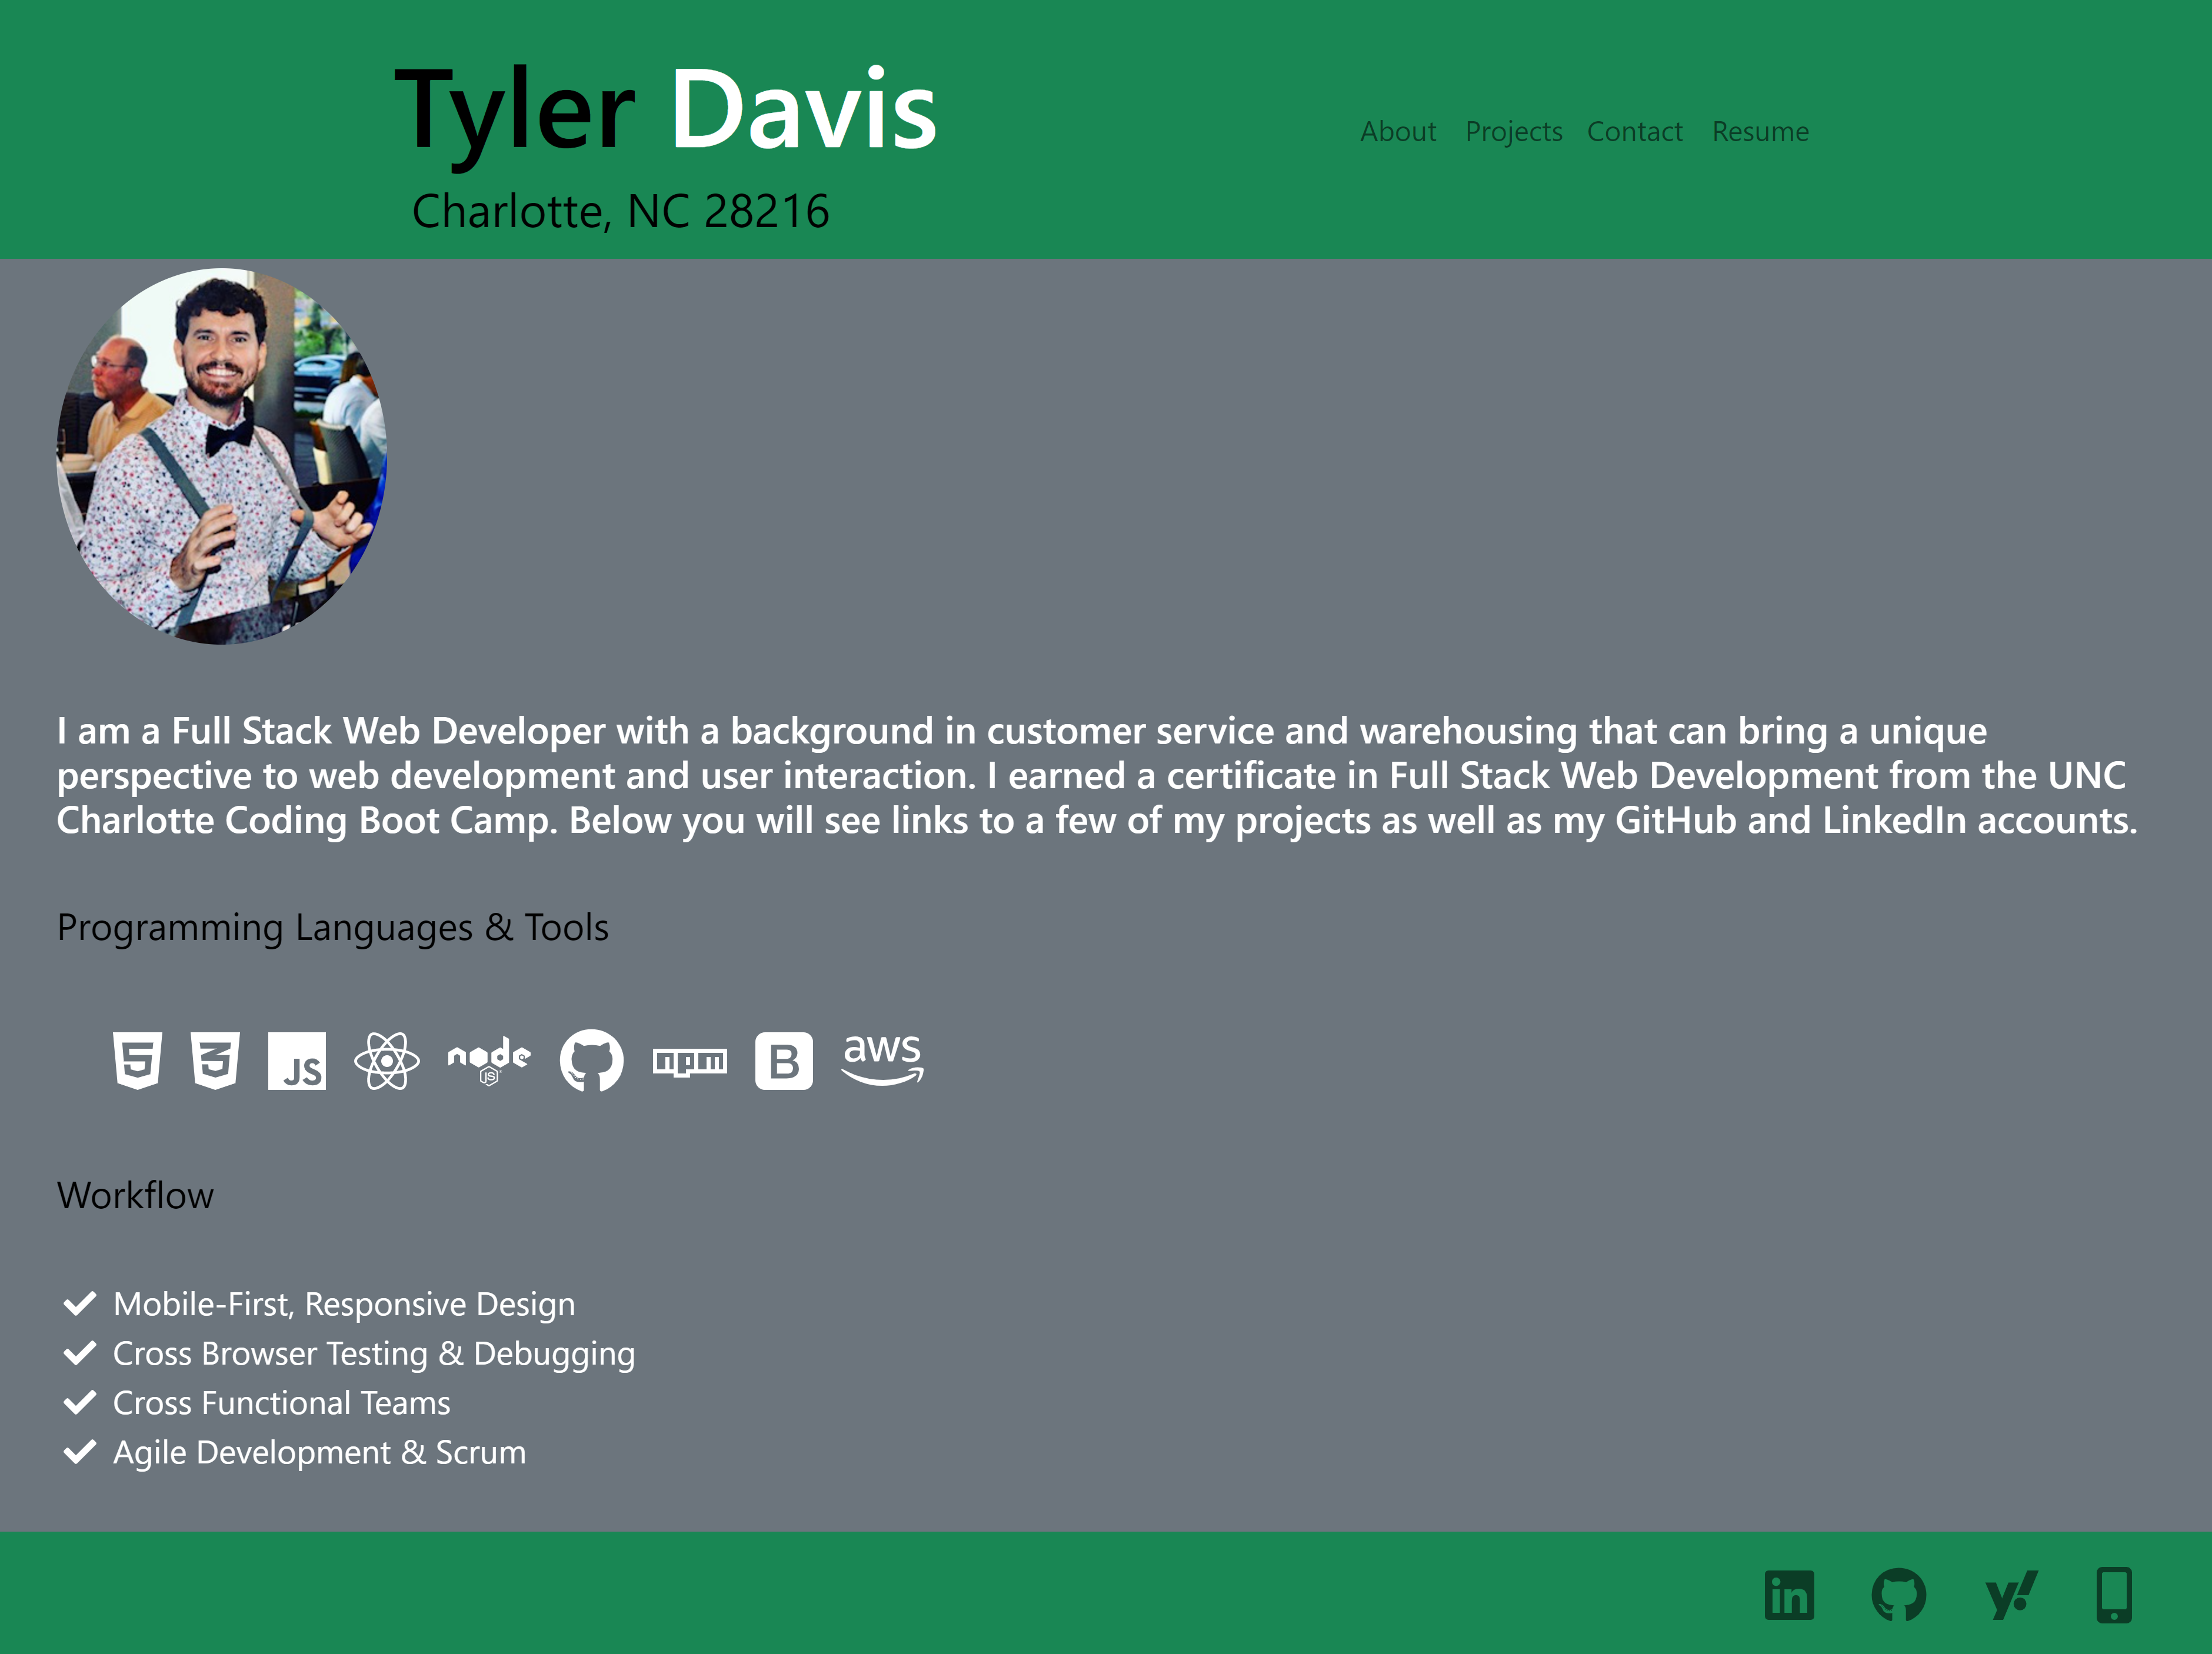 Tyler Davis
About Projects Contact Resume
Charlotte, NC 28216
I am a Full Stack Web Developer with a background in customer service and warehousing that can bring a unique
perspective to web development and user interaction. I earned a certificate in Full Stack Web Development from the UNC
Charlotte Coding Boot Camp. Below you will see links to a few of my projects as well as my GitHub and LinkedIn accounts.
Programming Languages & Tools
5 3 JS node JS npm B aws
Workflow
Mobile-First, Responsive Design
Cross Browser Testing & Debugging
Cross Functional Teams
Agile Development & Scrum
in y!